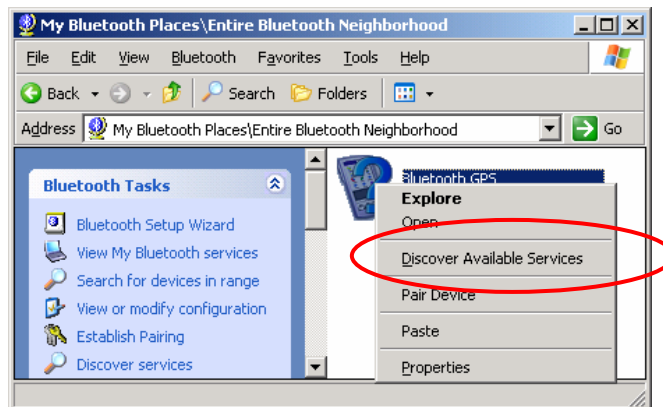 My Bluetooth Places\Entire Bluetooth Neighborhood
File Edit View Bluetooth Favorites Tools Help
Back Search Folders
Address My Bluetooth Places\Entire Bluetooth Neighborhood Go
Bluetooth Tasks
Bluetooth Setup Wizard
View My Bluetooth services
Search for devices in range
View or modify configuration
Establish Pairing
Discover services
Bluetooth GPS
Explore
Open
Discover Available Services
Pair Device
Paste
Properties